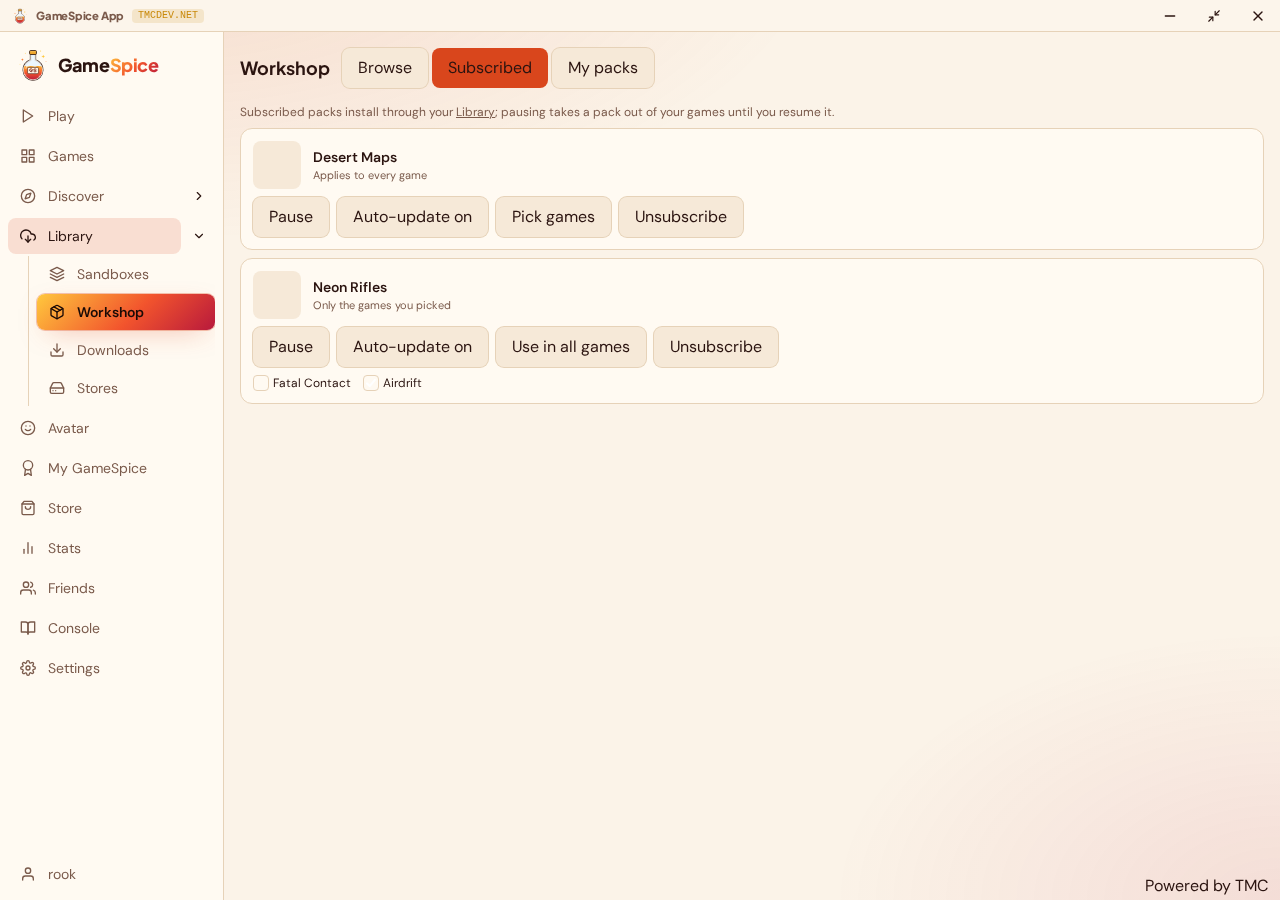 GameSpice App TMCDEV.NET
GameSpice
Play
Games
Discover
Library
Sandboxes
Workshop
Downloads
Stores
Avatar
My GameSpice
Store
Stats
Friends
Console
Settings
rook
Workshop Browse Subscribed My packs
Subscribed packs install through your Library; pausing takes a pack out of your games until you resume it.
Desert Maps
Applies to every game
Pause Auto-update on Pick games Unsubscribe
Neon Rifles
Only the games you picked
Pause Auto-update on Use in all games Unsubscribe
Fatal Contact Airdrift
Powered by TMC